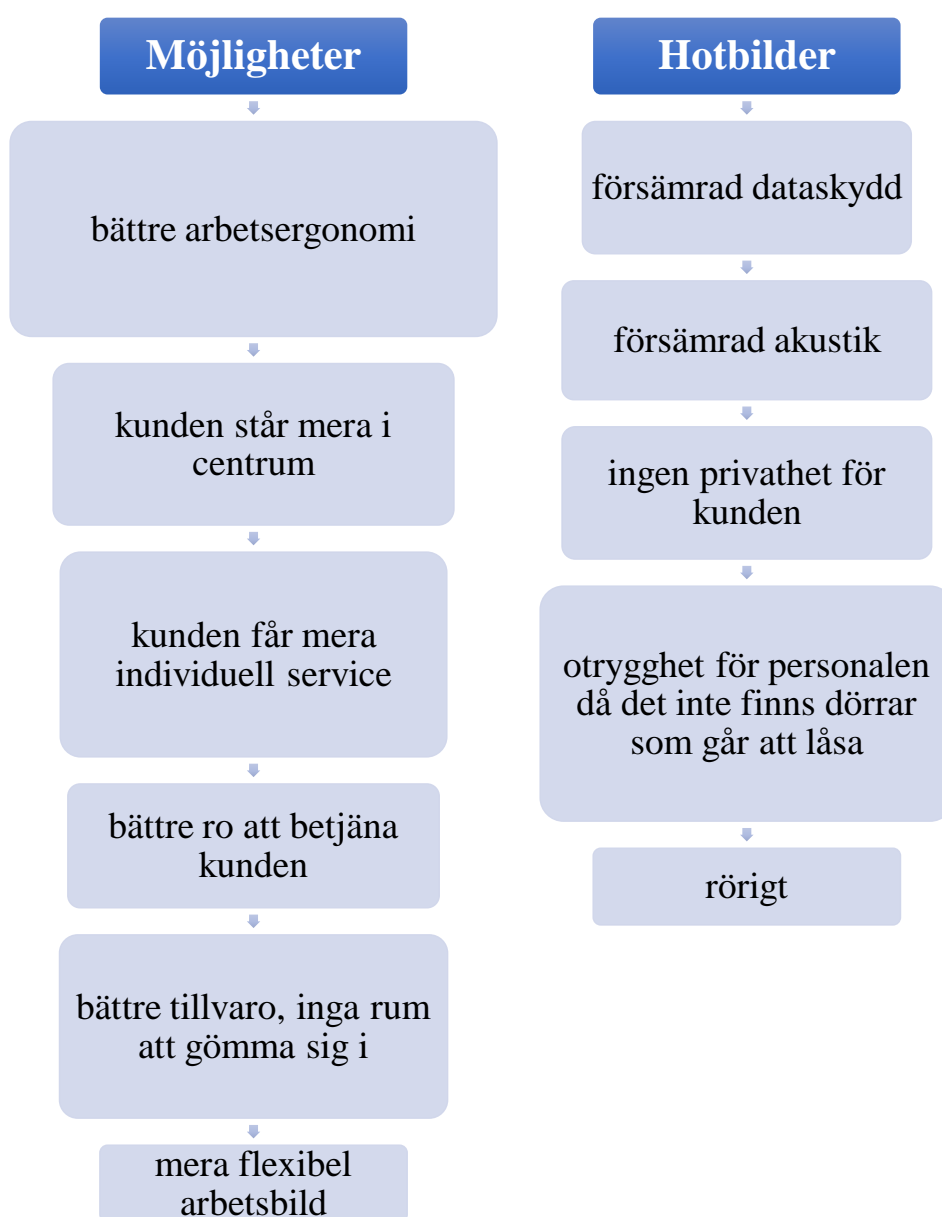 Möjligheter
bättre arbetsergonomi
kunden står mera i
centrum
kunden får mera
individuell service
bättre ro att betjäna
kunden
bättre tillvaro, inga rum
att gömma sig i
mera flexibel
arbetsbild
Hotbilder
försämrad dataskydd
försämrad akustik
ingen privathet för
kunden
otrygghet för personalen
då det inte finns dörrar
som går att låsa
rörigt